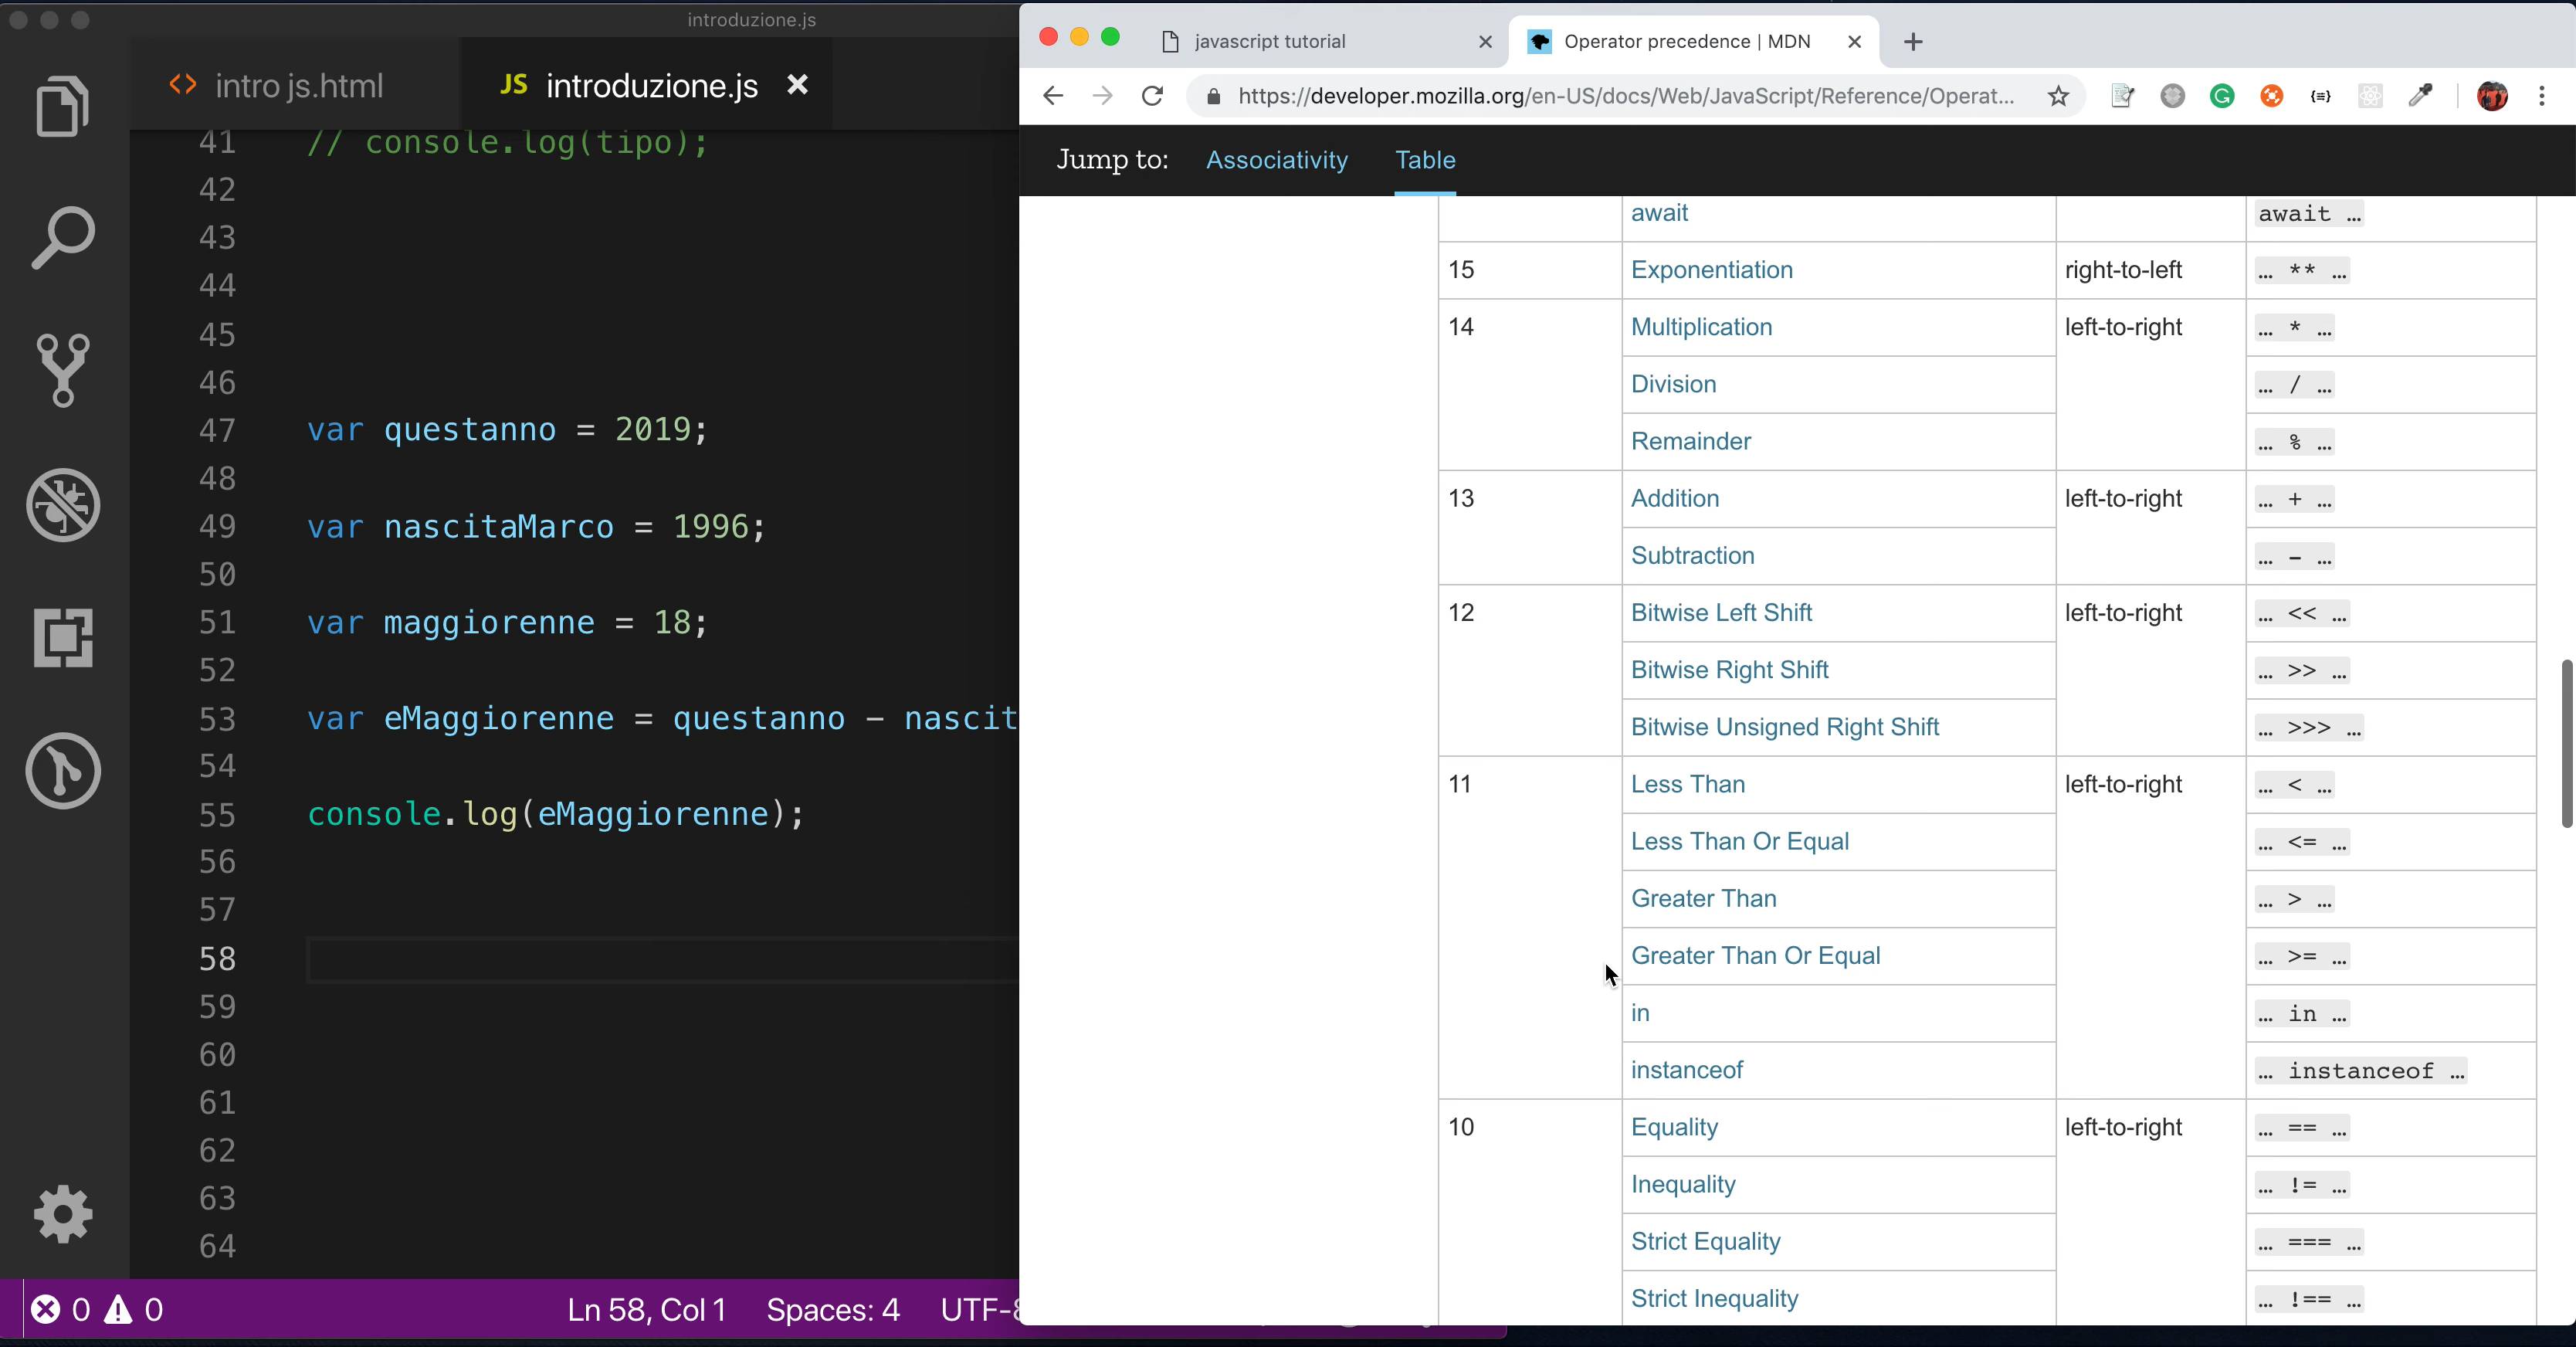 introduzione.js
intro js.html
JS introduzione.js
41 // console.log(tipo);
42
43
44
45
46
47 var questanno = 2019;
48
49 var nascitaMarco = 1996;
50
51 var maggiorenne = 18;
52
53 var eMaggiorenne = questanno - nascit
54
55 console.log(eMaggiorenne);
56
57
58
59
60
61
62
63
64
0 0
Ln 58, Col 1 Spaces: 4 UTF-8
javascript tutorial
Operator precedence | MDN
https://developer.mozilla.org/en-US/docs/Web/JavaScript/Reference/Operat...
Jump to: Associativity Table
await await …
15 Exponentiation right-to-left … ** …
14 Multiplication left-to-right … * …
Division … / …
Remainder … % …
13 Addition left-to-right … + …
Subtraction … - …
12 Bitwise Left Shift left-to-right … << …
Bitwise Right Shift … >> …
Bitwise Unsigned Right Shift … >>> …
11 Less Than left-to-right … < …
Less Than Or Equal … <= …
Greater Than … > …
Greater Than Or Equal … >= …
in … in …
instanceof … instanceof …
10 Equality left-to-right … == …
Inequality … != …
Strict Equality … === …
Strict Inequality … !== …